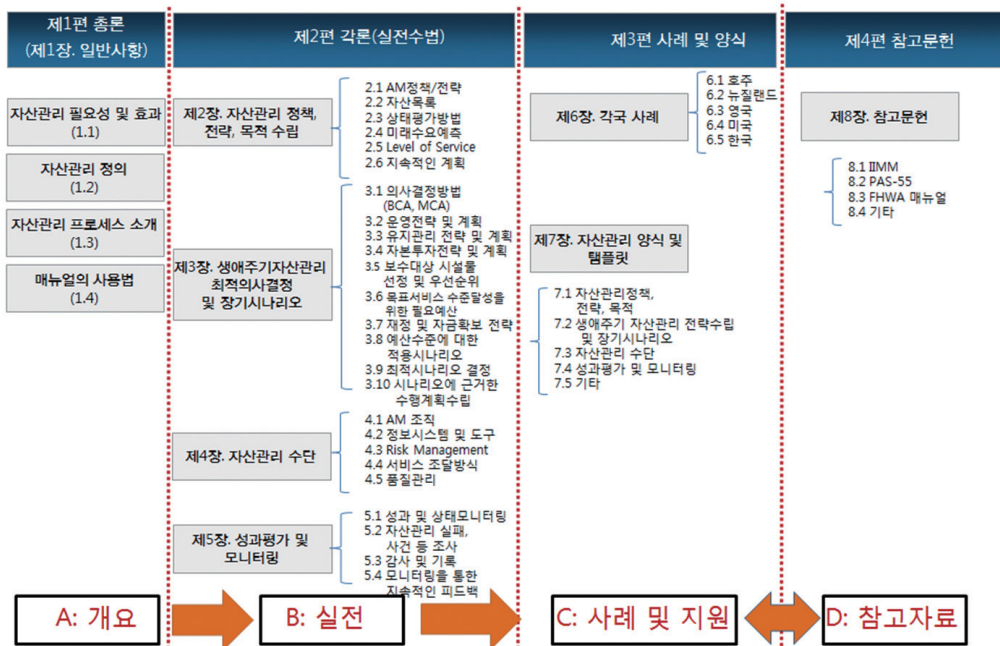 제1편 총론
(제1장. 일반사항)
제2편 각론(실전수법)
제3편 사례 및 양식
제4편 참고문헌
자산관리 필요성 및 효과
(1.1)
자산관리 정의
(1.2)
자산관리 프로세스 소개
(1.3)
매뉴얼의 사용법
(1.4)
제2장. 자산관리 정책,
전략, 목적 수립
2.1 AM정책/전략
2.2 자산목록
2.3 상태평가방법
2.4 미래수요예측
2.5 Level of Service
2.6 지속적인 계획
제3장. 생애주기자산관리
최적의사결정
및 장기시나리오
3.1 의사결정방법
(BCA, MCA)
3.2 운영전략 및 계획
3.3 유지관리 전략 및 계획
3.4 자본투자전략 및 계획
3.5 보수대상 시설물
선정 및 우선순위
3.6 목표서비스 수준달성을
위한 필요예산
3.7 재정 및 자금확보 전략
3.8 예산수준에 대한
적용시나리오
3.9 최적시나리오 결정
3.10 시나리오에 근거한
수행계획수립
제4장. 자산관리 수단
4.1 AM 조직
4.2 정보시스템 및 도구
4.3 Risk Management
4.4 서비스 조달방식
4.5 품질관리
제5장. 성과평가 및
모니터링
5.1 성과 및 상태모니터링
5.2 자산관리 실패,
사건 등 조사
5.3 감사 및 기록
5.4 모니터링을 통한
지속적인 피드백
제6장. 각국 사례
6.1 호주
6.2 뉴질랜드
6.3 영국
6.4 미국
6.5 한국
제7장. 자산관리 양식 및
탬플릿
7.1 자산관리정책,
전략, 목적
7.2 생애주기 자산관리 전략수립
및 장기시나리오
7.3 자산관리 수단
7.4 성과평가 및 모니터링
7.5 기타
제8장. 참고문헌
8.1 IIMM
8.2 PAS-55
8.3 FHWA 매뉴얼
8.4 기타
A: 개요
B: 실전
C: 사례 및 지원
D: 참고자료